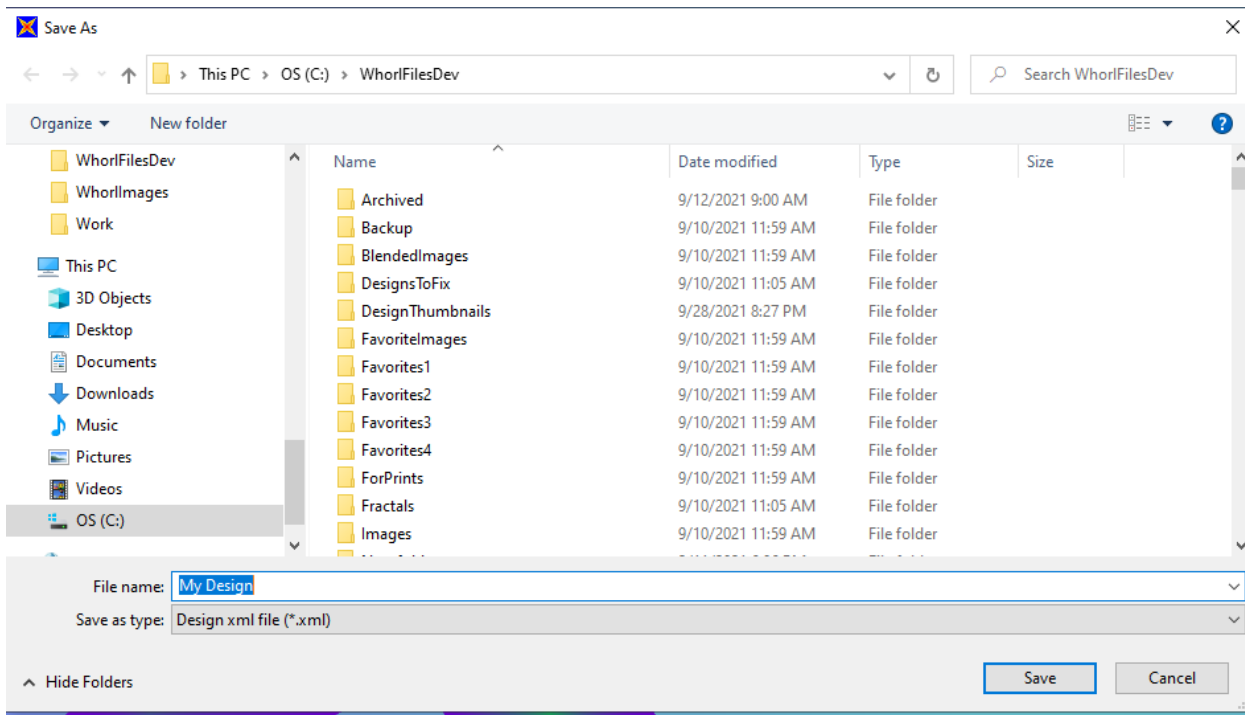 Save As
This PC > OS (C:) > WhorlFilesDev
Search WhorlFilesDev
Organize
New folder
WhorlFilesDev
WhorlImages
Work
This PC
3D Objects
Desktop
Documents
Downloads
Music
Pictures
Videos
OS (C:)
Name Date modified Type Size
Archived 9/12/2021 9:00 AM File folder
Backup 9/10/2021 11:59 AM File folder
BlendedImages 9/10/2021 11:59 AM File folder
DesignsToFix 9/10/2021 11:05 AM File folder
DesignThumbnails 9/28/2021 8:27 PM File folder
FavoriteImages 9/10/2021 11:59 AM File folder
Favorites1 9/10/2021 11:59 AM File folder
Favorites2 9/10/2021 11:59 AM File folder
Favorites3 9/10/2021 11:59 AM File folder
Favorites4 9/10/2021 11:59 AM File folder
ForPrints 9/10/2021 11:59 AM File folder
Fractals 9/10/2021 11:05 AM File folder
Images 9/10/2021 11:59 AM File folder
File name: My Design
Save as type: Design xml file (*.xml)
Hide Folders
Save
Cancel